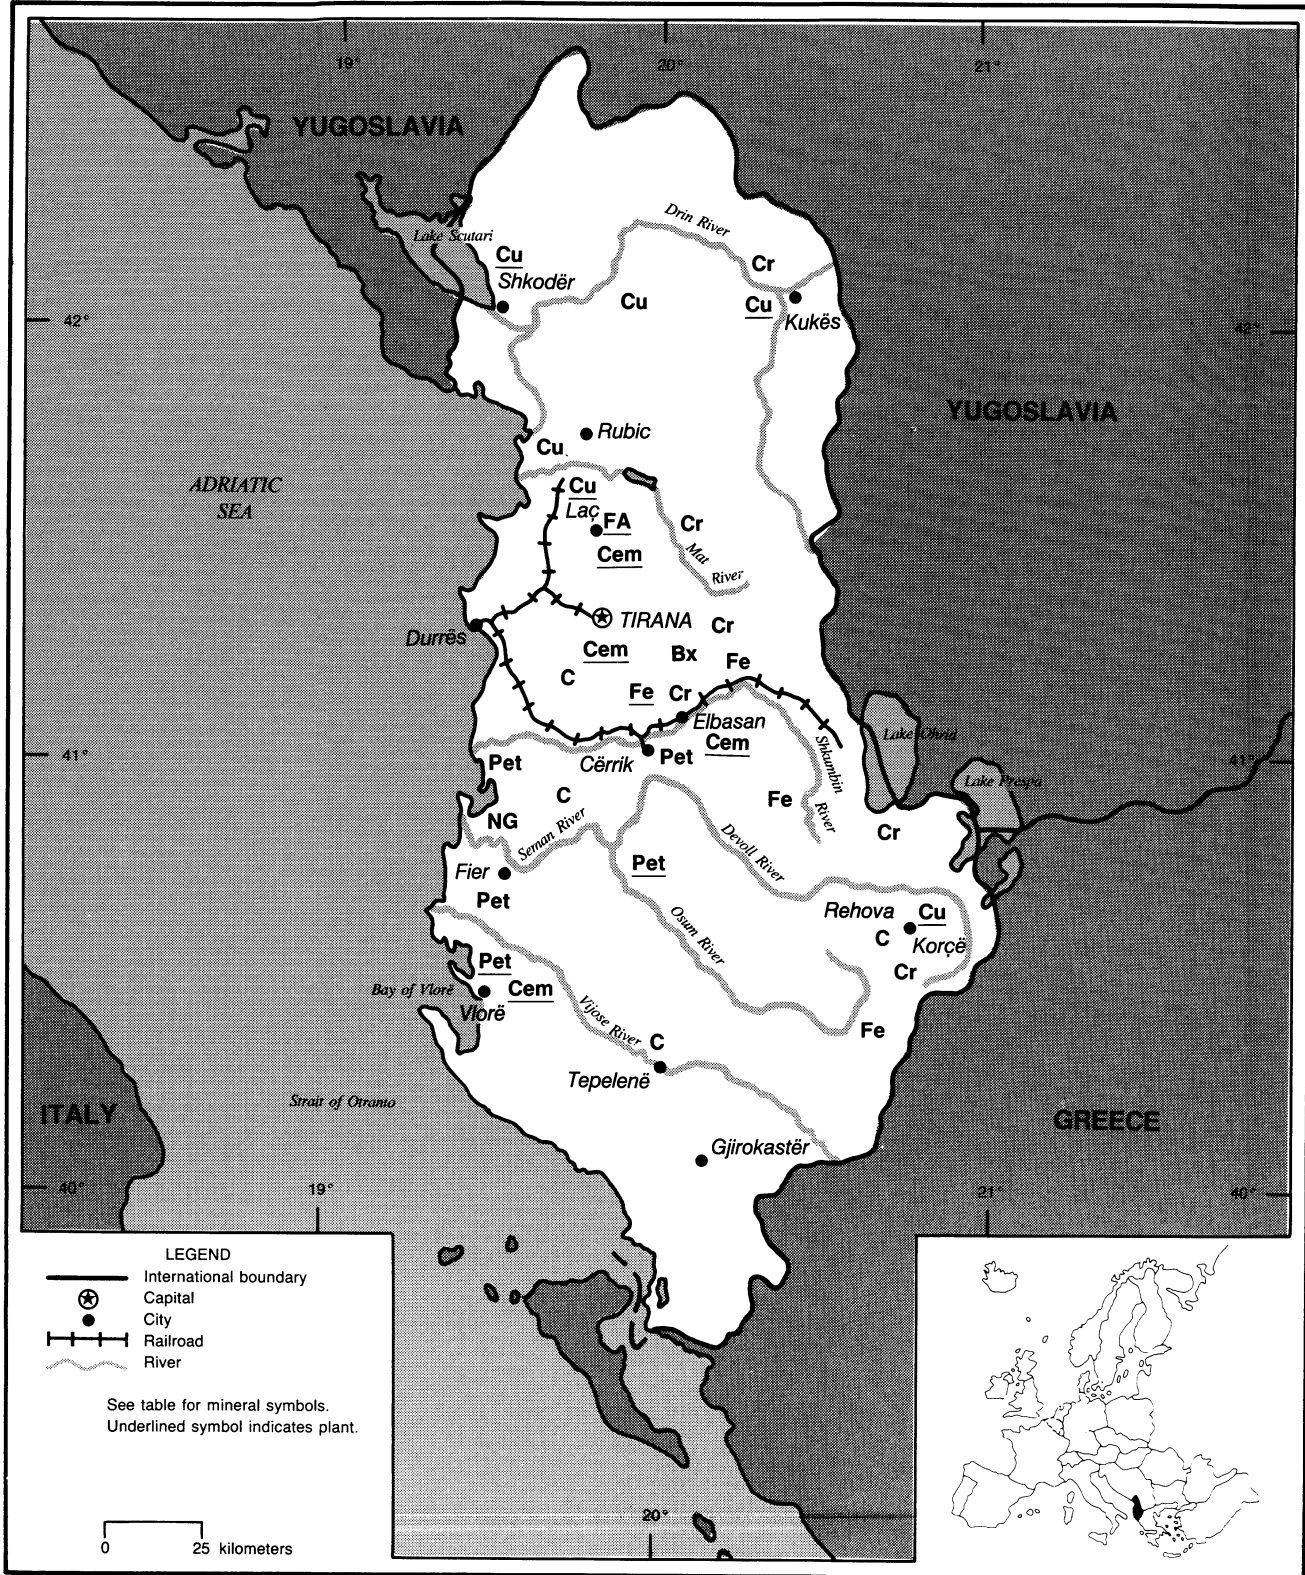 19°
20°
21°
YUGOSLAVIA
Drin River
Lake Scutari
Cu
Shkodër
Cr
Cu
Cu
Kukës
42°
42°
YUGOSLAVIA
Rubic
Cu
ADRIATIC
SEA
Cu
Laç
FA
Cem
Cr
Mat
River
Durrës
TIRANA
Cr
Cem
Bx
Fe
C
Fe
Cr
Elbasan
Cem
Lake Ohrid
41°
Pet
Cërrik
Pet
Shkumbin
River
41°
Lake Prespa
C
Fe
NG
Seman River
Devoll River
Cr
Fier
Pet
Pet
Rehova
Cu
Osum River
C
Korçë
Cr
Pet
Bay of Vlorë
Cem
Vlorë
Vijose River
Fe
C
Tepelenë
Strait of Otranto
ITALY
GREECE
Gjirokastër
40°
19°
21°
40°
LEGEND
International boundary
Capital
City
Railroad
River
See table for mineral symbols.
Underlined symbol indicates plant.
0 25 kilometers
20°